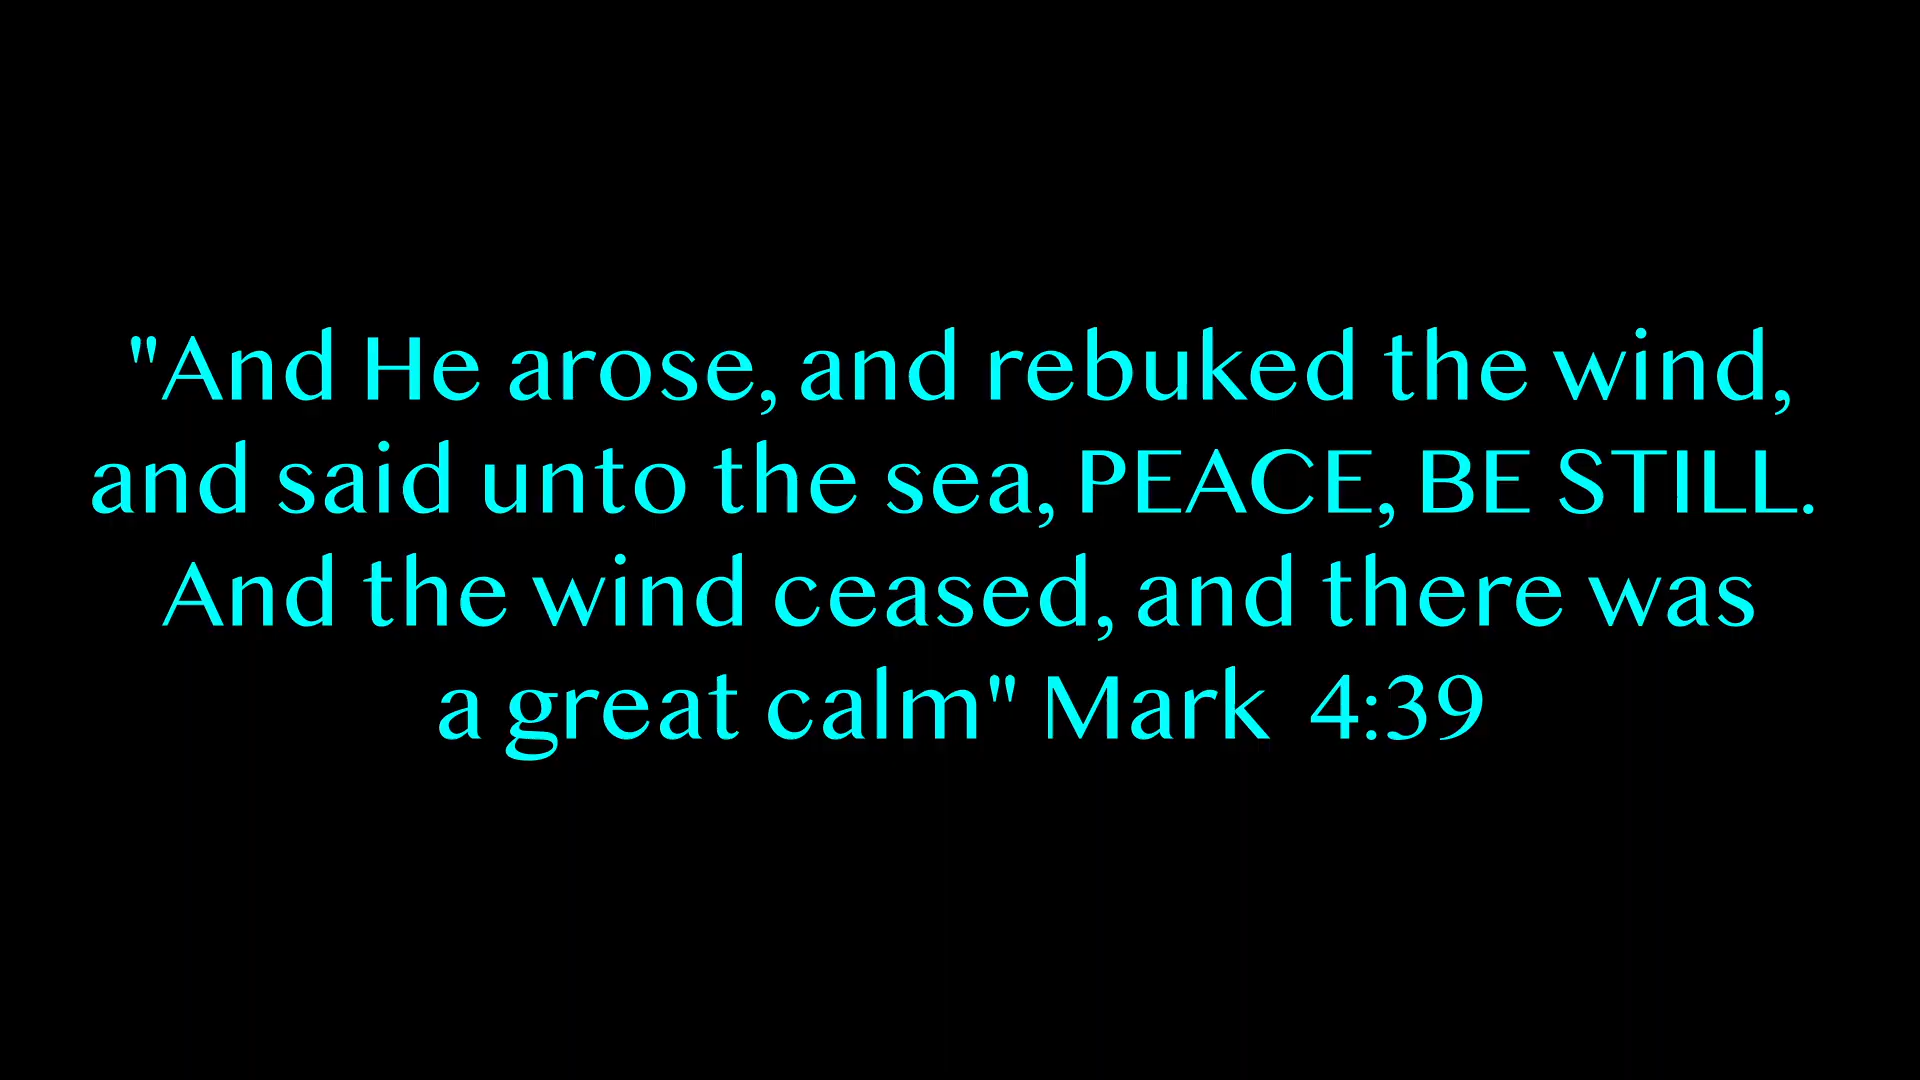 "And He arose, and rebuked the wind,
and said unto the sea, PEACE, BE STILL.
And the wind ceased, and there was
a great calm" Mark  4:39